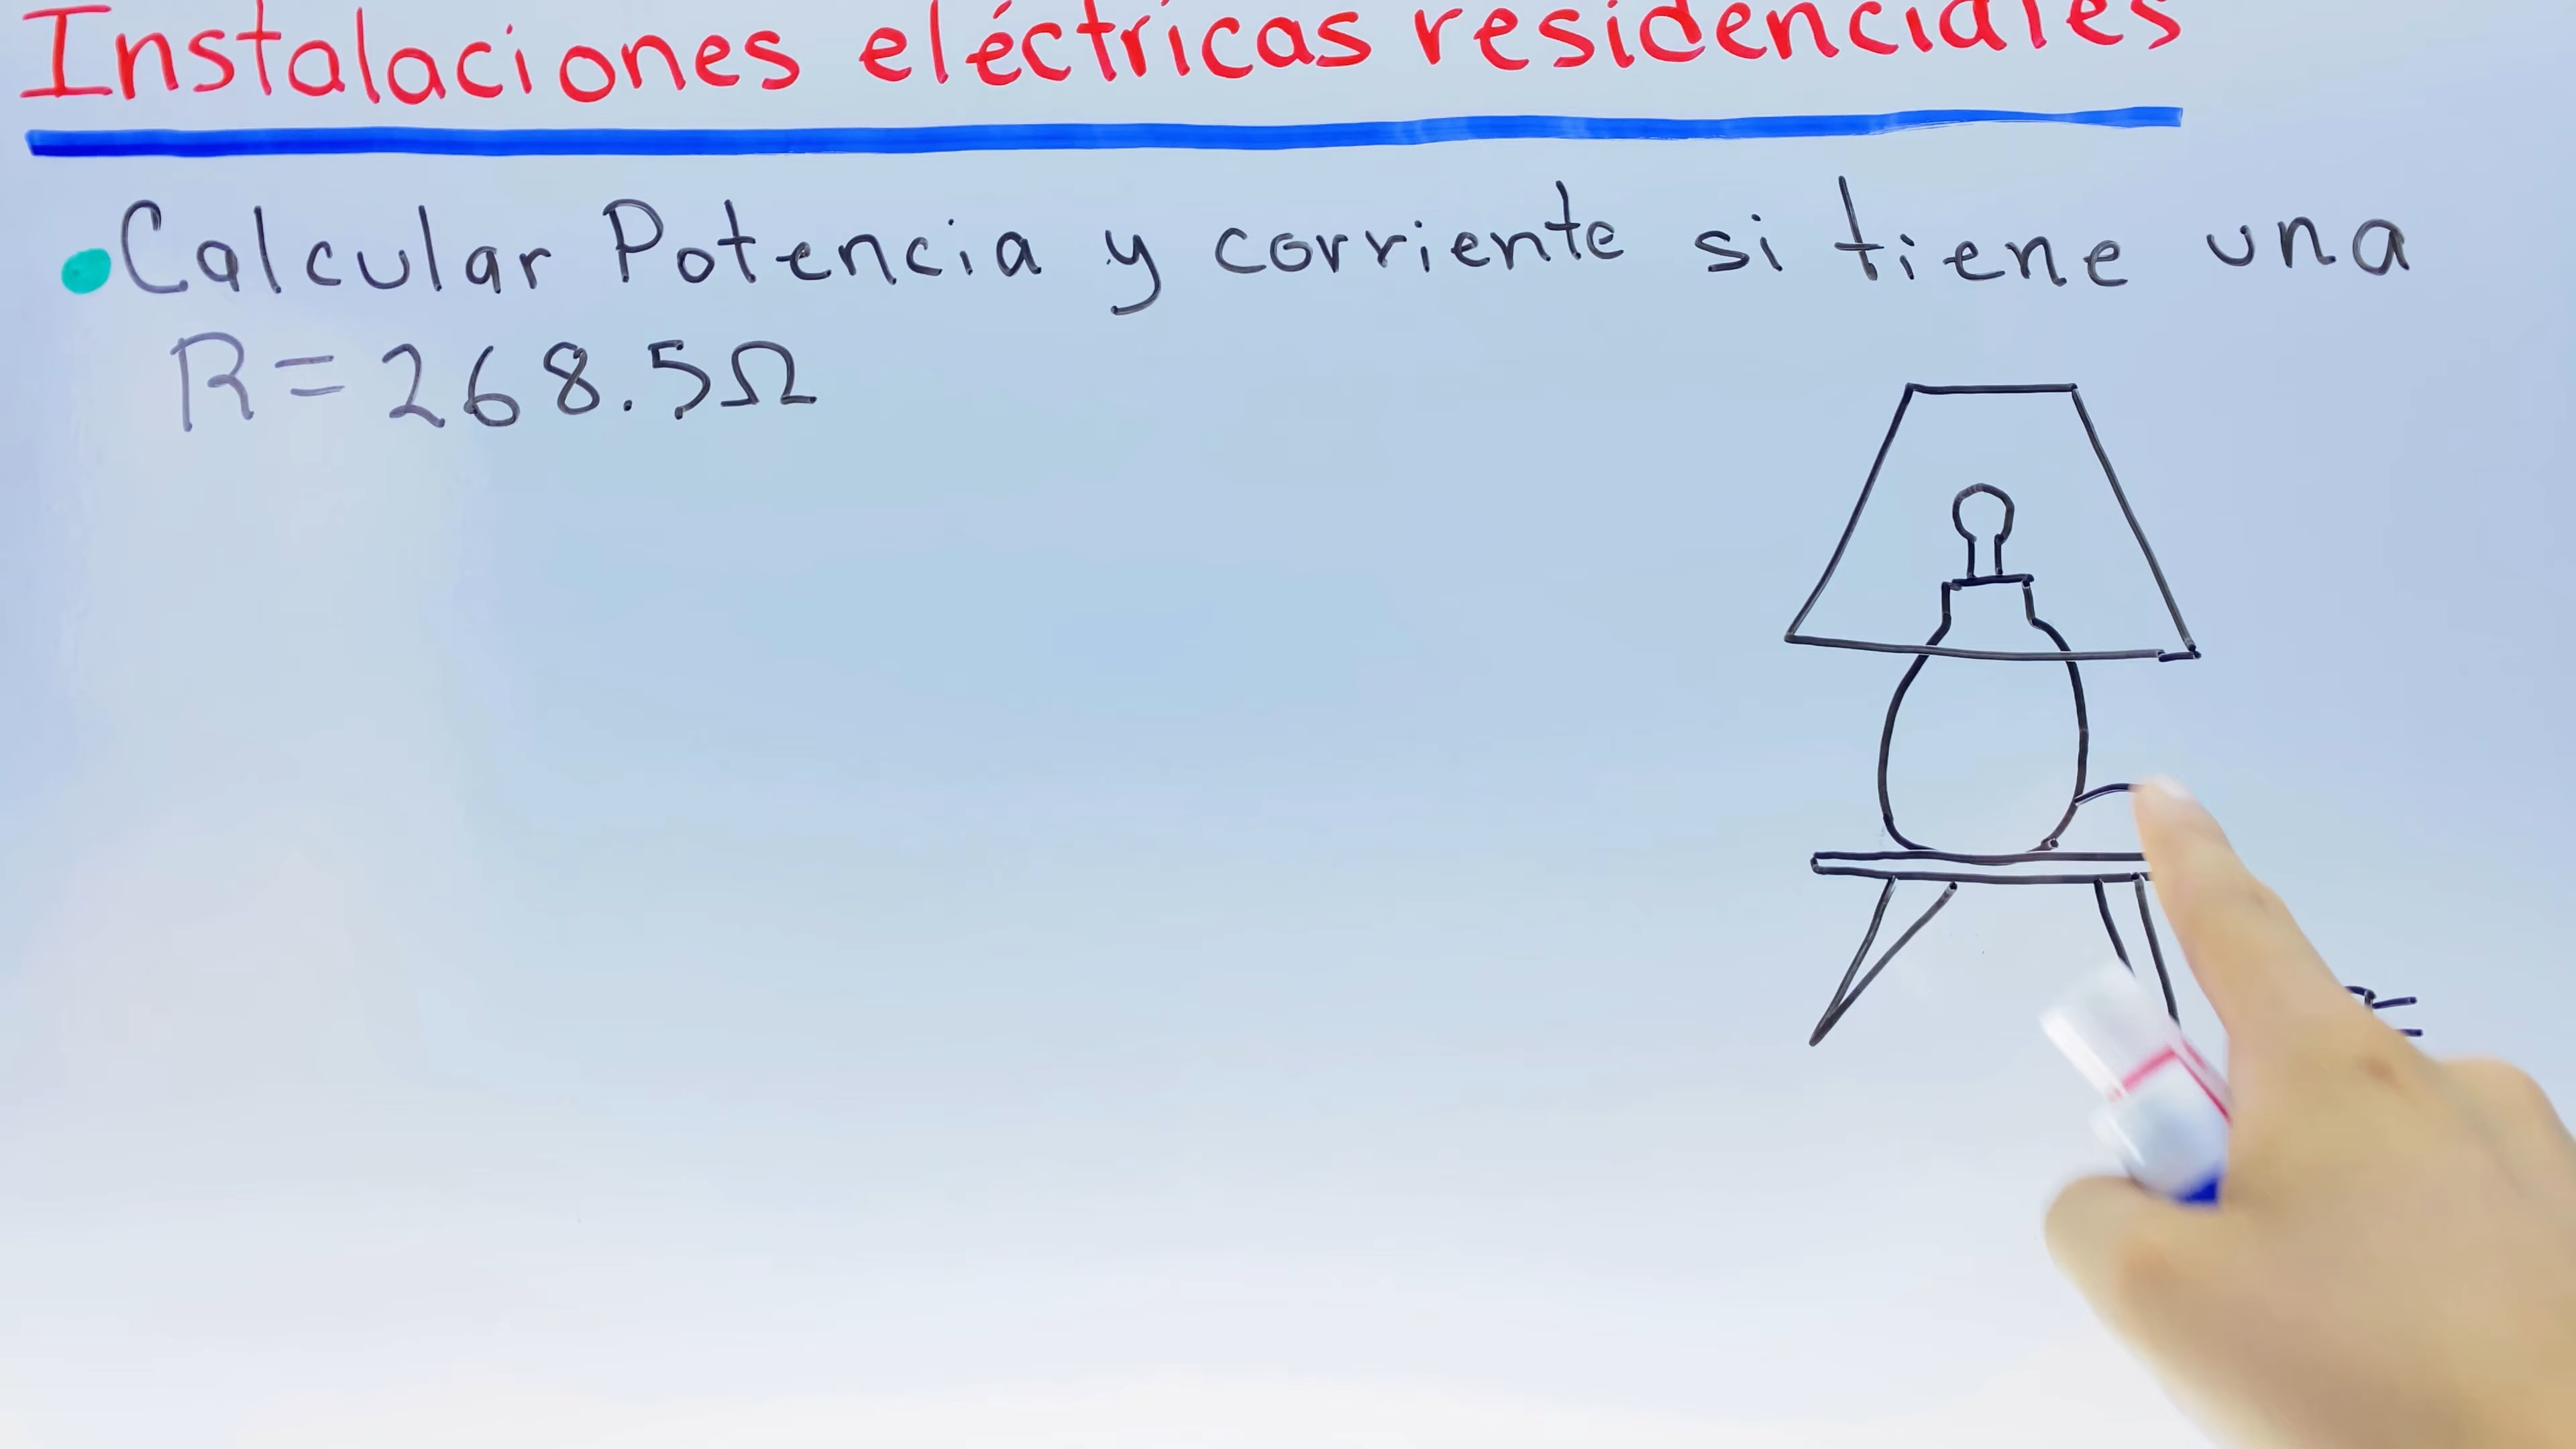 Instalaciones eléctricas residenciales
Calcular Potencia y corriente si tiene una
R=268.5Ω